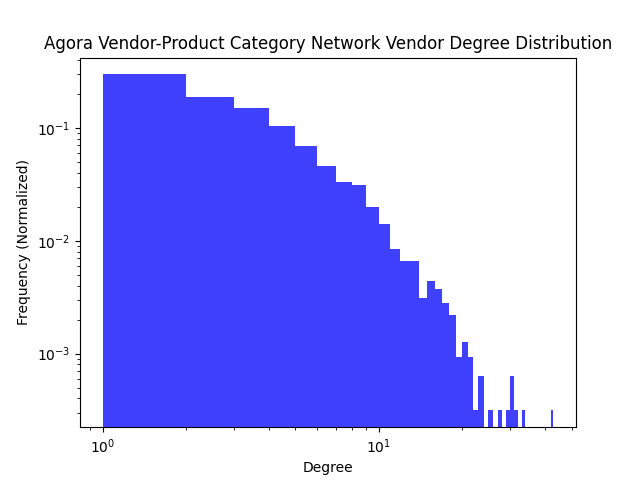 Agora Vendor-Product Category Network Vendor Degree Distribution
Frequency (Normalized)
10⁻¹
10⁻²
10⁻³
10⁰
10¹
Degree